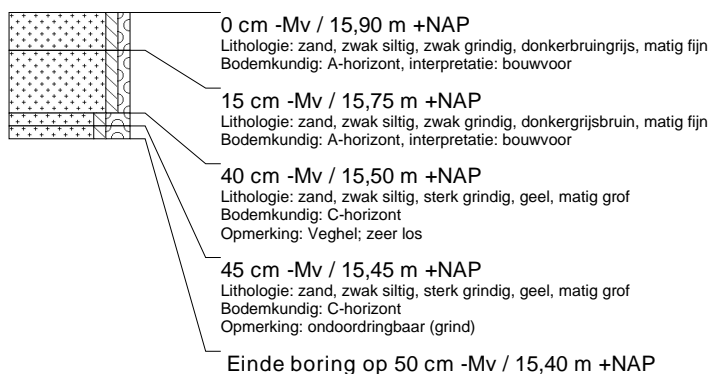 0 cm -Mv / 15,90 m +NAP
Lithologie: zand, zwak siltig, zwak grindig, donkerbruingrijs, matig fijn
Bodemkundig: A-horizont, interpretatie: bouwvoor
15 cm -Mv / 15,75 m +NAP
Lithologie: zand, zwak siltig, zwak grindig, donkergrijsbruin, matig fijn
Bodemkundig: A-horizont, interpretatie: bouwvoor
40 cm -Mv / 15,50 m +NAP
Lithologie: zand, zwak siltig, sterk grindig, geel, matig grof
Bodemkundig: C-horizont
Opmerking: Veghel; zeer los
45 cm -Mv / 15,45 m +NAP
Lithologie: zand, zwak siltig, sterk grindig, geel, matig grof
Bodemkundig: C-horizont
Opmerking: ondoordringbaar (grind)
Einde boring op 50 cm -Mv / 15,40 m +NAP